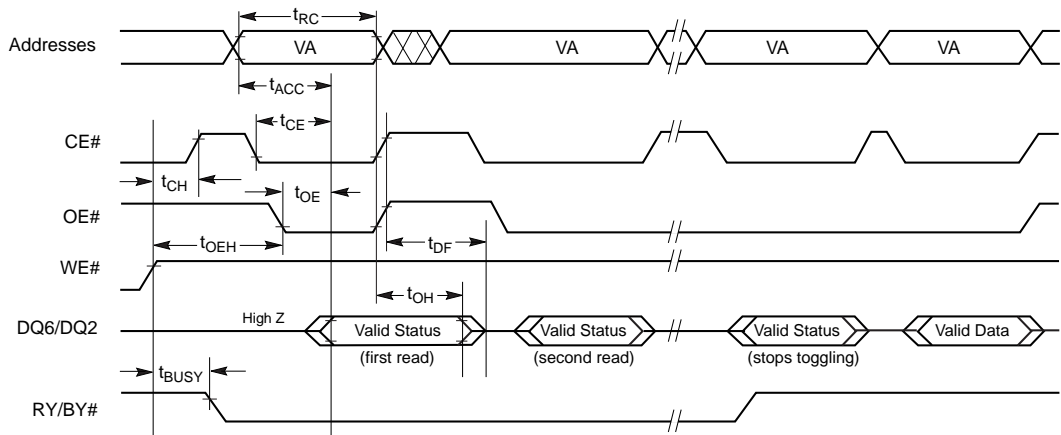 tRC
Addresses VA VA VA VA
tACC
tCE
CE#
tCH tOE
OE#
tOEH tDF
WE#
tOH
High Z
DQ6/DQ2 Valid Status Valid Status Valid Status Valid Data
(first read) (second read) (stops toggling)
tBUSY
RY/BY#